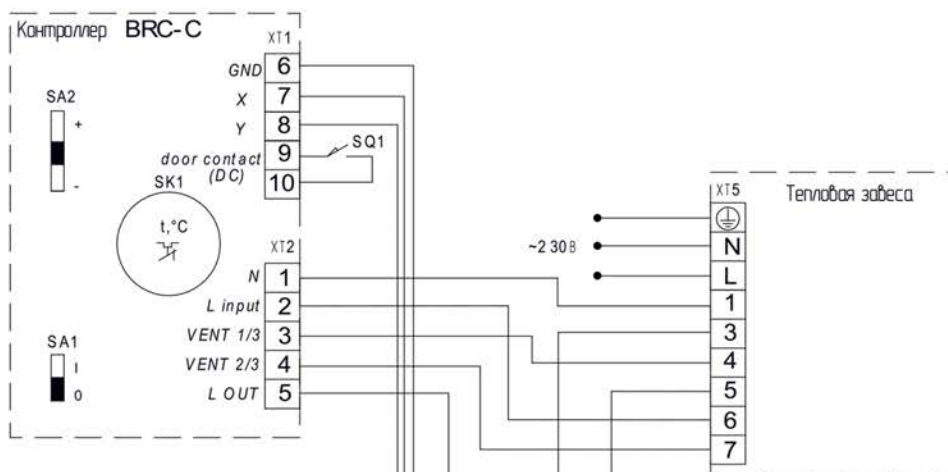 Контроллер BRC-C
XT1
GND 6
X 7
Y 8
door contact (DC) 9
10
SQ1
SA2
+
-
SK1
t,°C
XT2
N 1
L input 2
VENT 1/3 3
VENT 2/3 4
L OUT 5
SA1
I
0
XT5
Тепловая завеса
~2 30 В
N
L
1
3
4
5
6
7